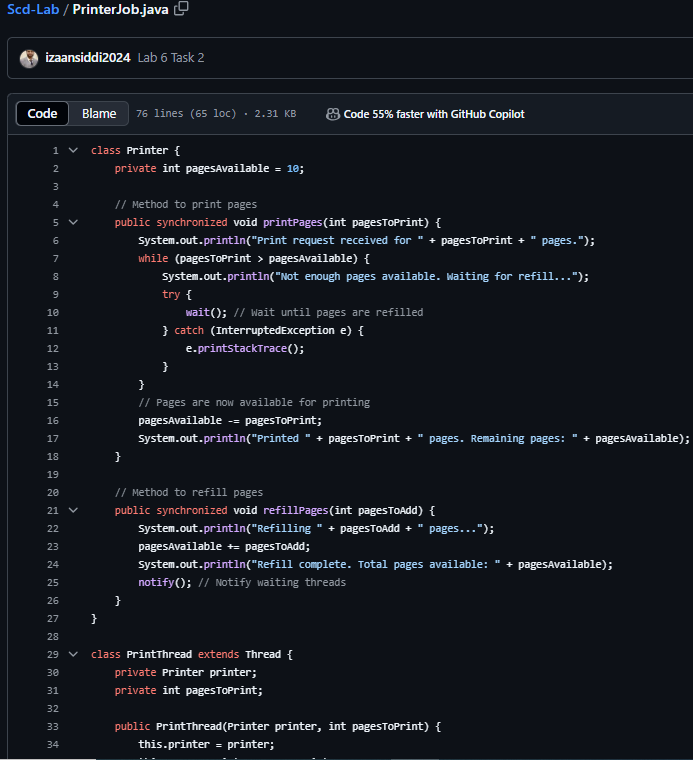 Scd-Lab / PrinterJob.java
izaansiddi2024 Lab 6 Task 2
Code Blame 76 lines (65 loc) · 2.31 KB Code 55% faster with GitHub Copilot
1 class Printer {
2 private int pagesAvailable = 10;
3
4 // Method to print pages
5 public synchronized void printPages(int pagesToPrint) {
6 System.out.println("Print request received for " + pagesToPrint + " pages.");
7 while (pagesToPrint > pagesAvailable) {
8 System.out.println("Not enough pages available. Waiting for refill...");
9 try {
10 wait(); // Wait until pages are refilled
11 } catch (InterruptedException e) {
12 e.printStackTrace();
13 }
14 }
15 // Pages are now available for printing
16 pagesAvailable -= pagesToPrint;
17 System.out.println("Printed " + pagesToPrint + " pages. Remaining pages: " + pagesAvailable);
18 }
19
20 // Method to refill pages
21 public synchronized void refillPages(int pagesToAdd) {
22 System.out.println("Refilling " + pagesToAdd + " pages...");
23 pagesAvailable += pagesToAdd;
24 System.out.println("Refill complete. Total pages available: " + pagesAvailable);
25 notify(); // Notify waiting threads
26 }
27 }
28
29 class PrintThread extends Thread {
30 private Printer printer;
31 private int pagesToPrint;
32
33 public PrintThread(Printer printer, int pagesToPrint) {
34 this.printer = printer;